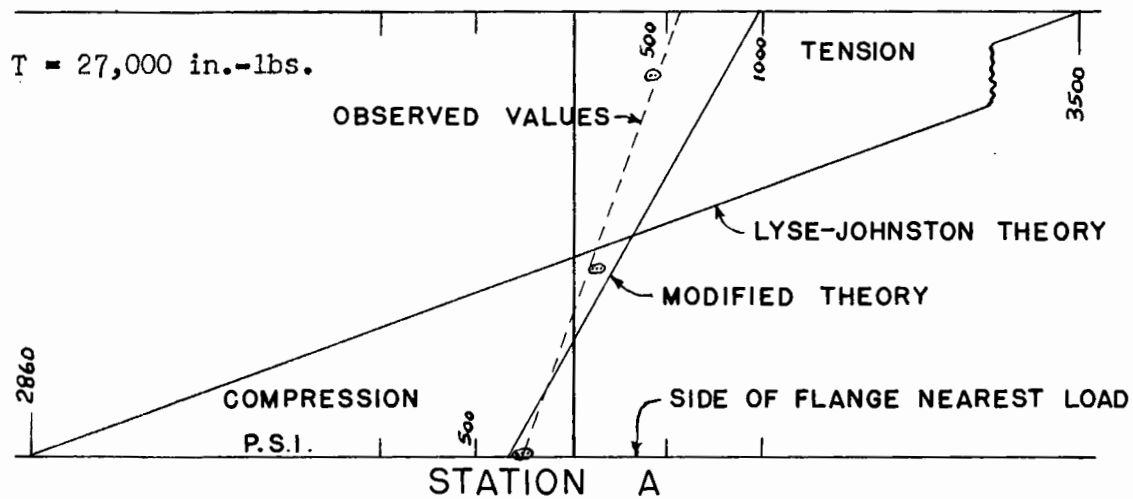 T = 27,000 in.-lbs.
500
1000
TENSION
3500
OBSERVED VALUES
LYSE-JOHNSTON THEORY
MODIFIED THEORY
2860
COMPRESSION
500
SIDE OF FLANGE NEAREST LOAD
P.S.I.
STATION A